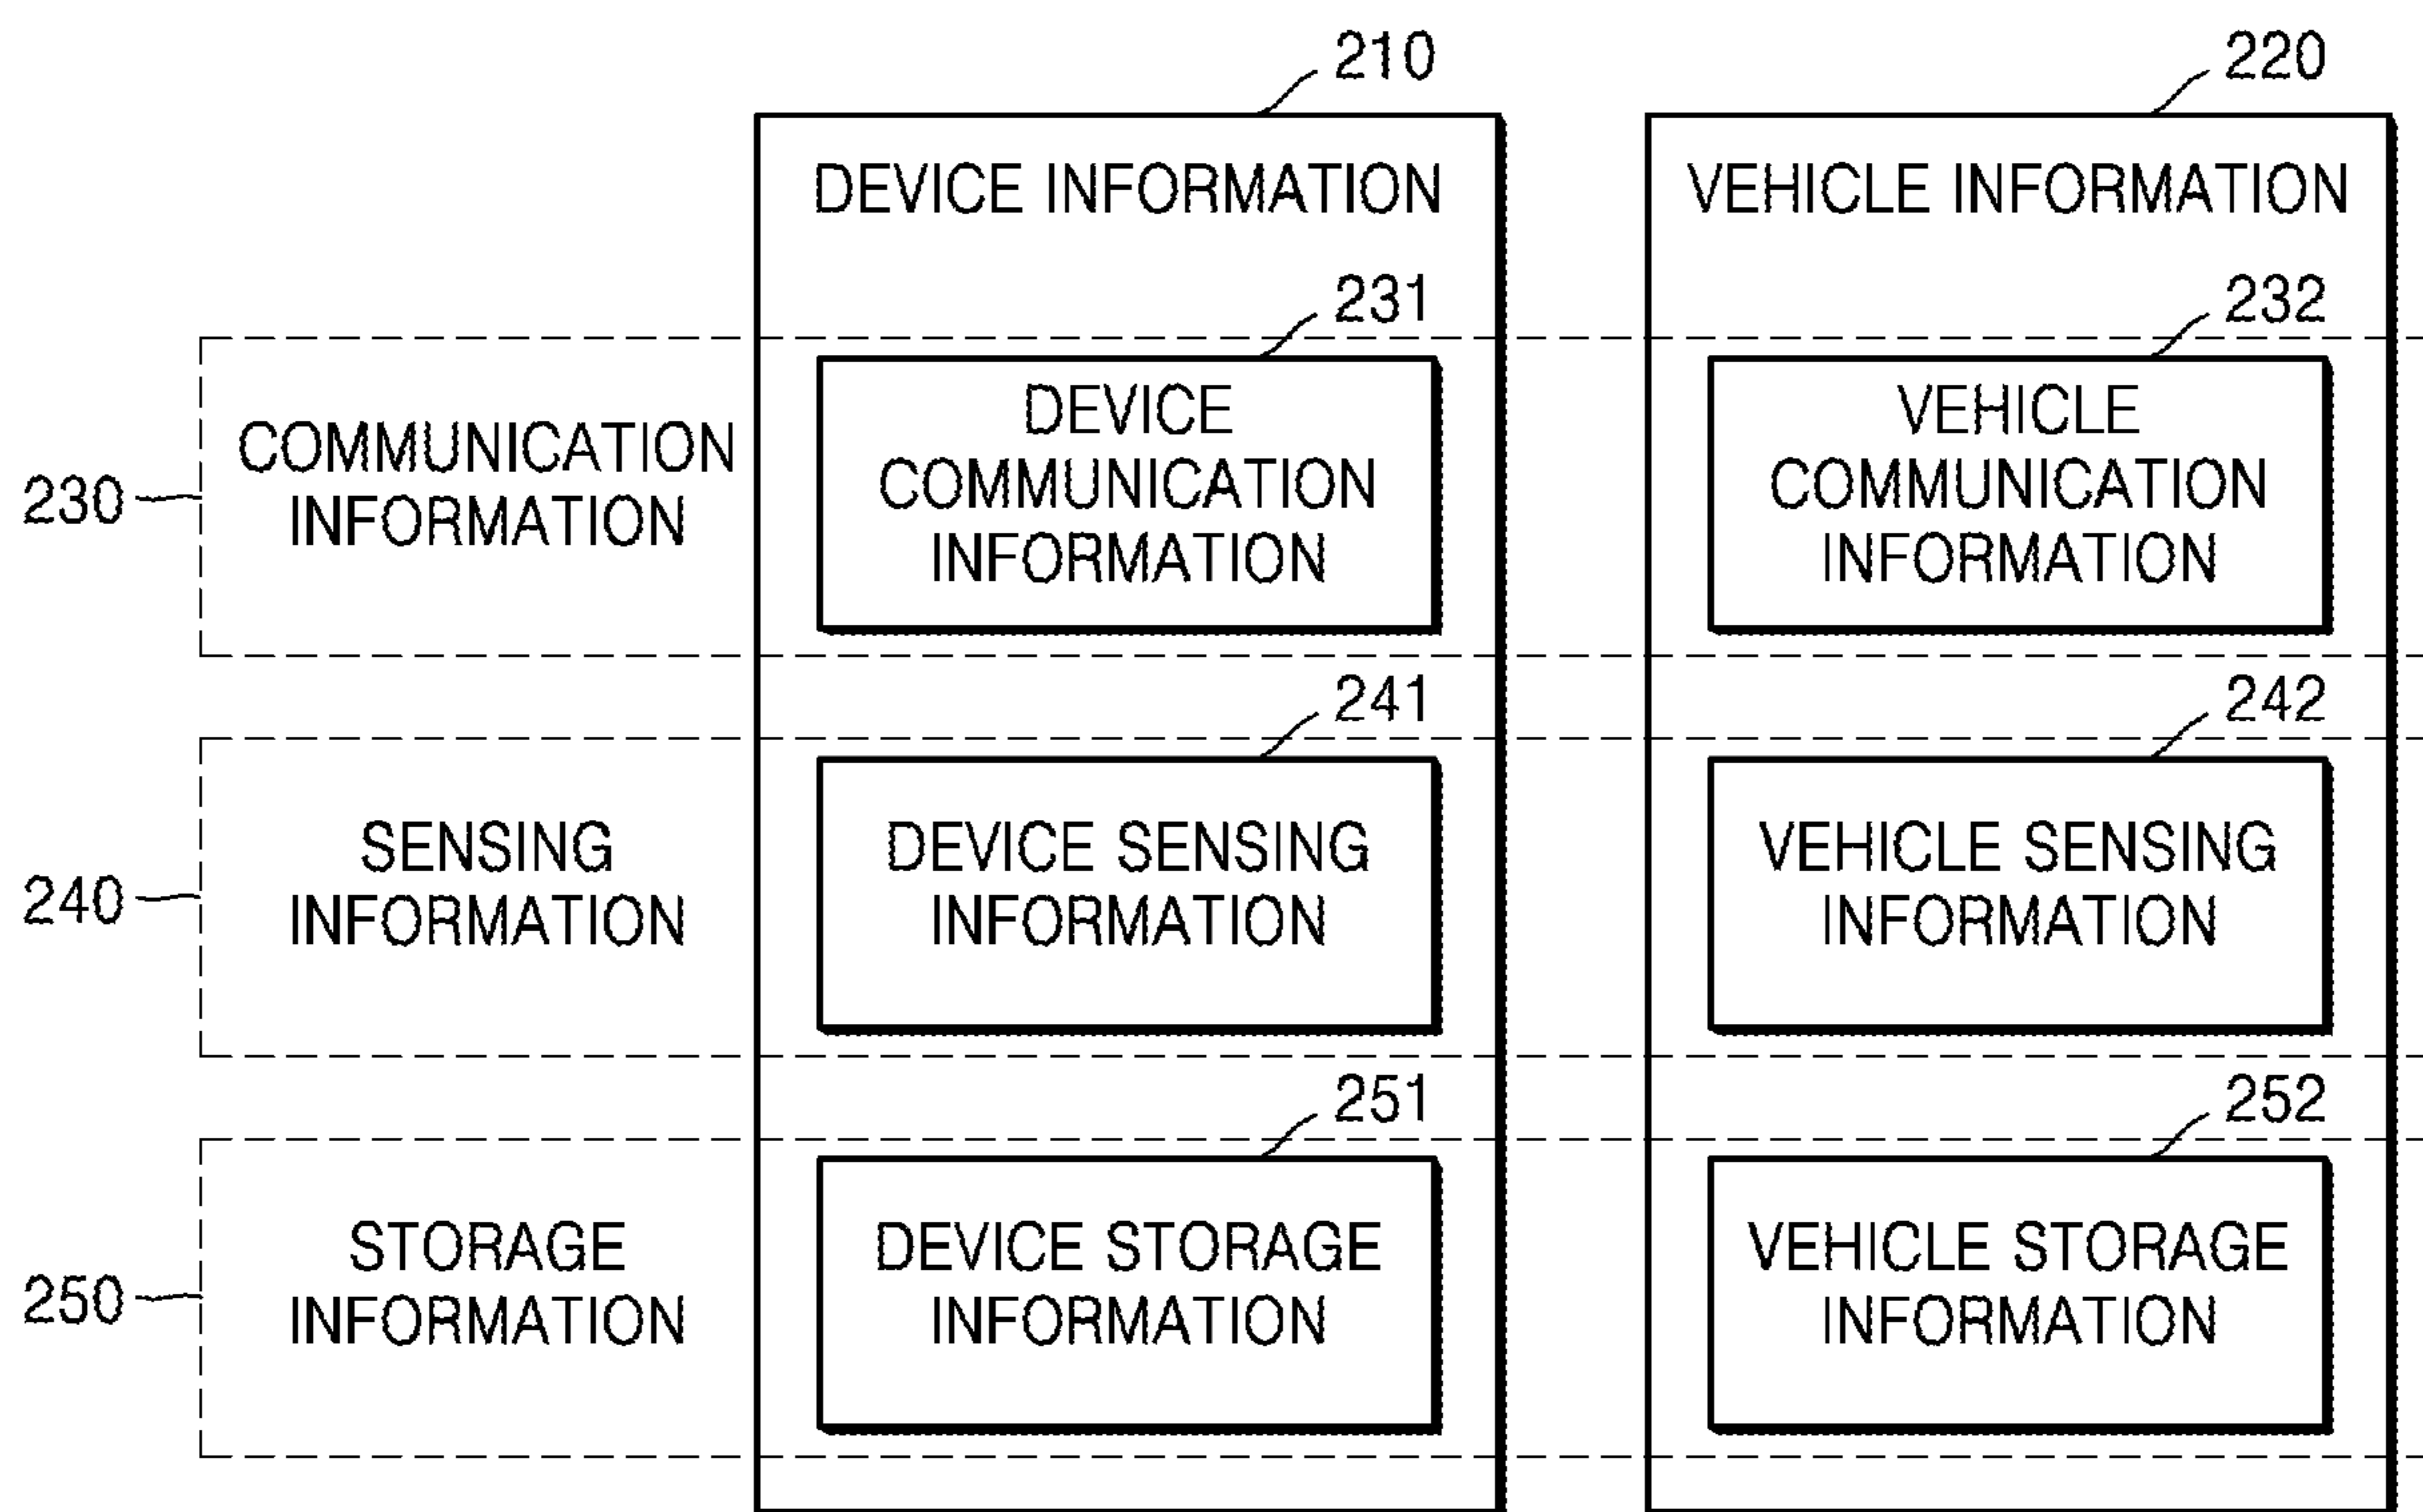 210
220
DEVICE INFORMATION
VEHICLE INFORMATION
231
232
230
COMMUNICATION
INFORMATION
DEVICE
COMMUNICATION
INFORMATION
VEHICLE
COMMUNICATION
INFORMATION
241
242
240
SENSING
INFORMATION
DEVICE SENSING
INFORMATION
VEHICLE SENSING
INFORMATION
251
252
250
STORAGE
INFORMATION
DEVICE STORAGE
INFORMATION
VEHICLE STORAGE
INFORMATION